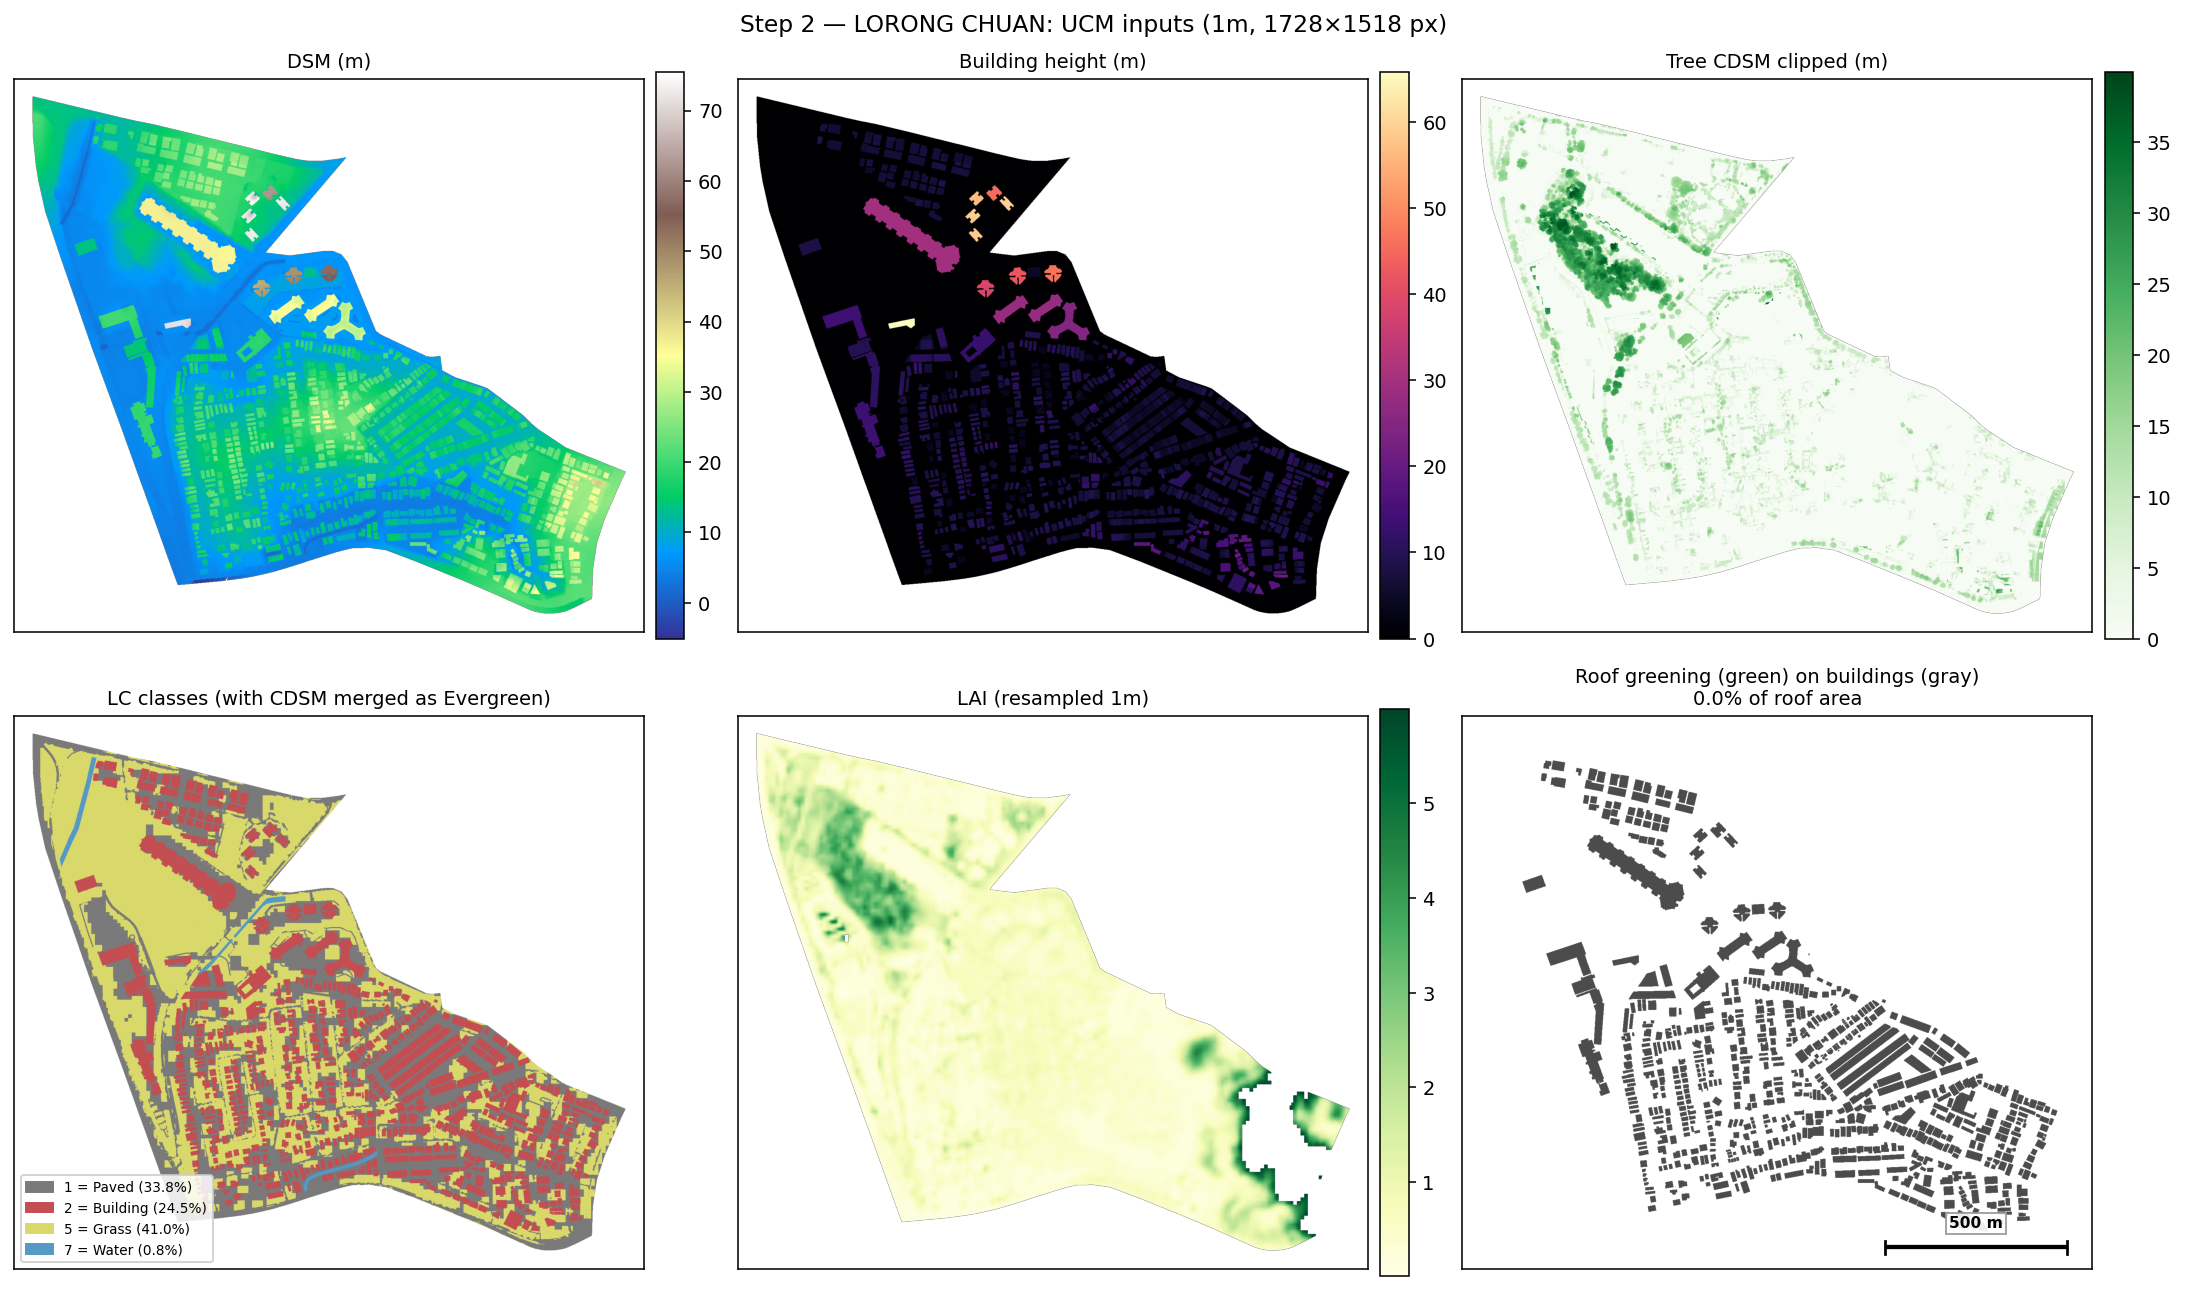 Step 2 — LORONG CHUAN: UCM inputs (1m, 1728×1518 px)
DSM (m)
70
60
50
40
30
20
10
0
Building height (m)
60
50
40
30
20
10
0
Tree CDSM clipped (m)
35
30
25
20
15
10
5
0
LC classes (with CDSM merged as Evergreen)
1 = Paved (33.8%)
2 = Building (24.5%)
5 = Grass (41.0%)
7 = Water (0.8%)
LAI (resampled 1m)
5
4
3
2
1
Roof greening (green) on buildings (gray)
0.0% of roof area
500 m